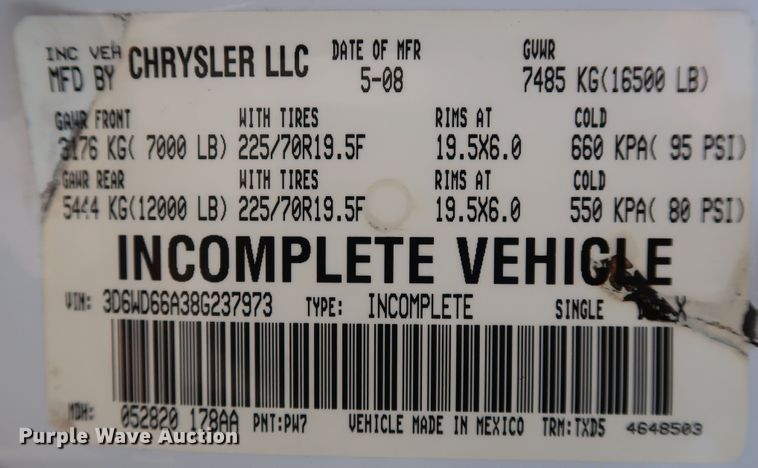 INC VEH
MFD BY CHRYSLER LLC DATE OF MFR 5-08 GVWR 7485 KG(16500 LB)
GAWR FRONT WITH TIRES RIMS AT COLD
3176 KG( 7000 LB) 225/70R19.5F 19.5X6.0 660 KPA( 95 PSI)
GAWR REAR WITH TIRES RIMS AT COLD
5444 KG(12000 LB) 225/70R19.5F 19.5X6.0 550 KPA( 80 PSI)
INCOMPLETE VEHICLE
VIN: 3D6WD66A38G237973 TYPE: INCOMPLETE SINGLE X
MDH: 052820 178AA PNT:PW7 VEHICLE MADE IN MEXICO TRM:TXD5 4648503
Purple Wave Auction